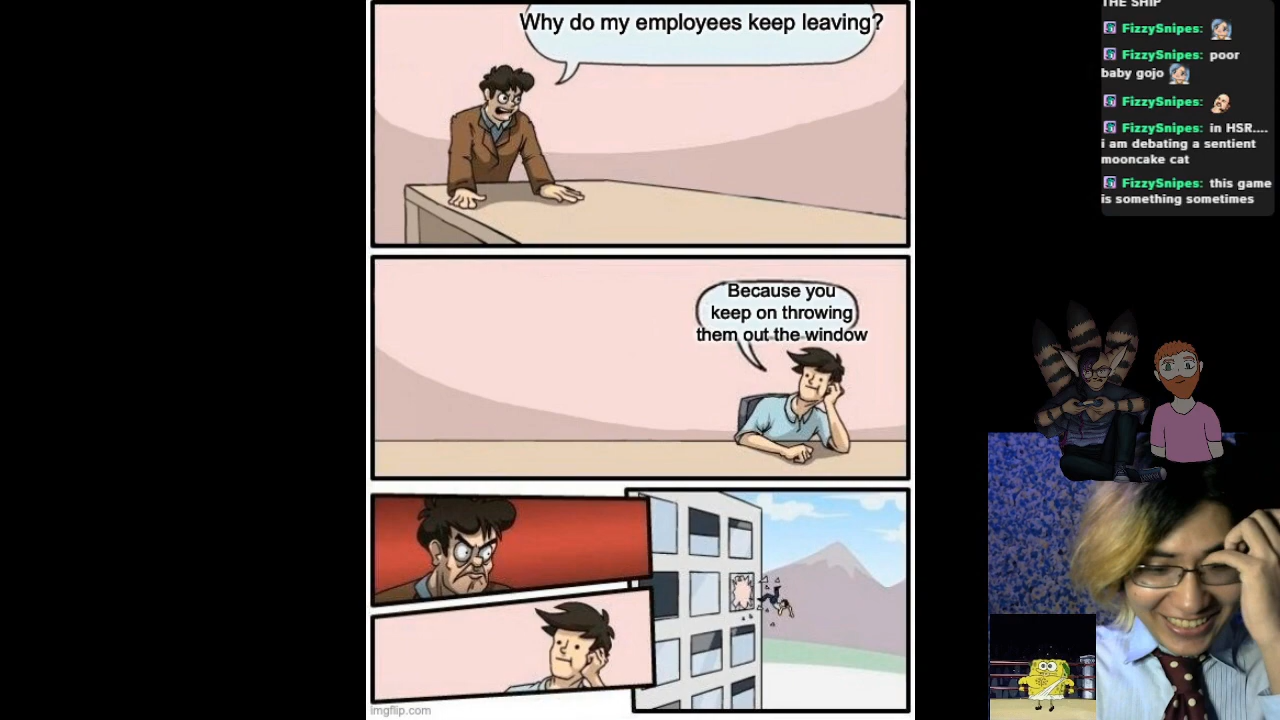 Why do my employees keep leaving?
Because you
keep on throwing
them out the window
imgflip.com
THE SHIP
FizzySnipes:
FizzySnipes: poor
baby gojo
FizzySnipes:
FizzySnipes: in HSR....
i am debating a sentient
mooncake cat
FizzySnipes: this game
is something sometimes